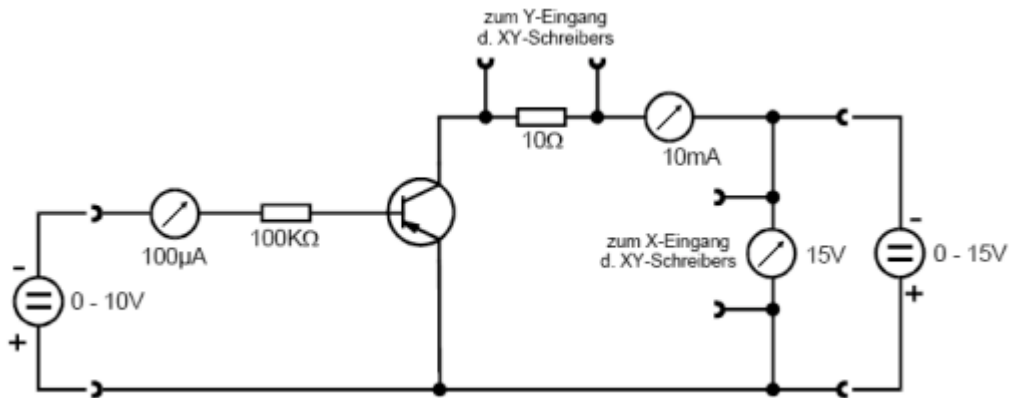 zum Y-Eingang
d. XY-Schreibers
10Ω
10mA
100µA
100KΩ
zum X-Eingang
d. XY-Schreibers
15V
-
0 - 15V
+
-
0 - 10V
+